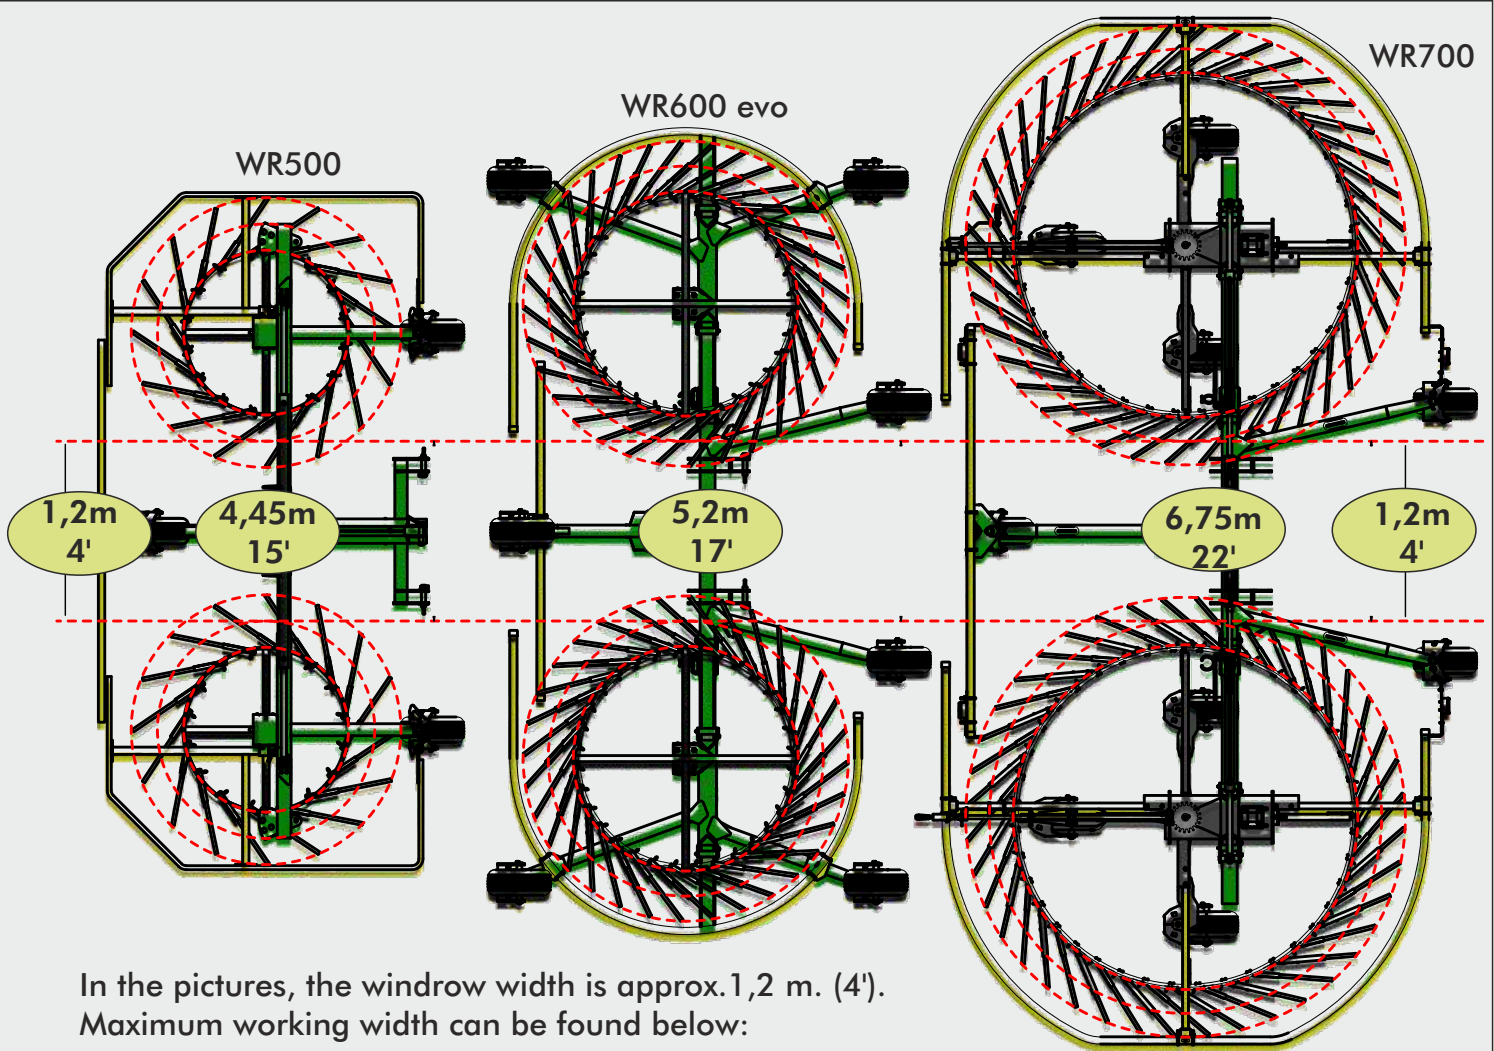 WR700
WR600 evo
WR500
1,2m
4'
4,45m
15'
5,2m
17'
6,75m
22'
1,2m
4'
In the pictures, the windrow width is approx.1,2 m. (4').
Maximum working width can be found below: